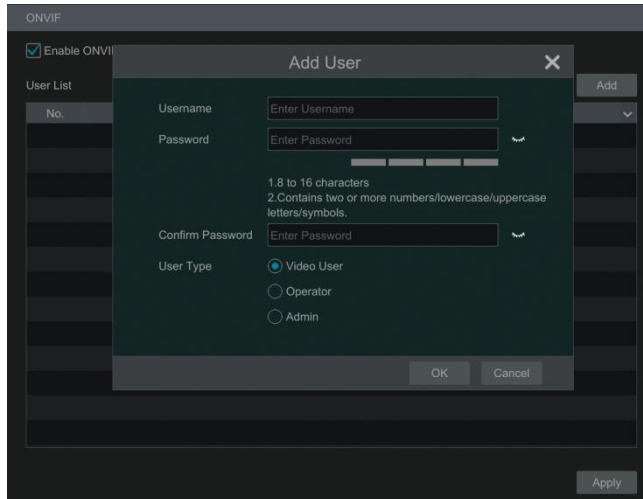 ONVIF
Enable ONVI
Add User
User List
Add
No.
Username
Enter Username
Password
Enter Password
1.8 to 16 characters
2.Contains two or more numbers/lowercase/uppercase
letters/symbols.
Confirm Password
Enter Password
User Type
Video User
Operator
Admin
OK
Cancel
Apply